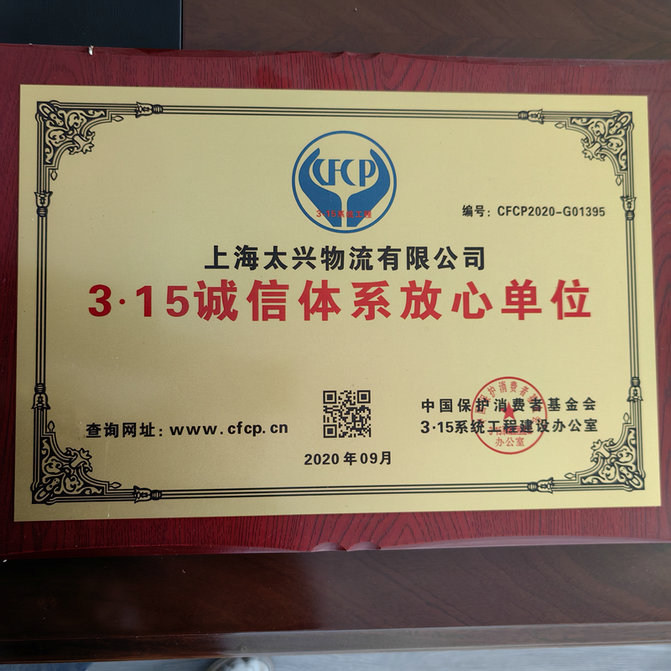 CFCP
3·15系统工程
编号：CFCP2020-G01395
上海太兴物流有限公司
3·15诚信体系放心单位
查询网址：www.cfcp.cn
中国保护消费者基金会
3·15系统工程建设办公室
办公室
2020年09月